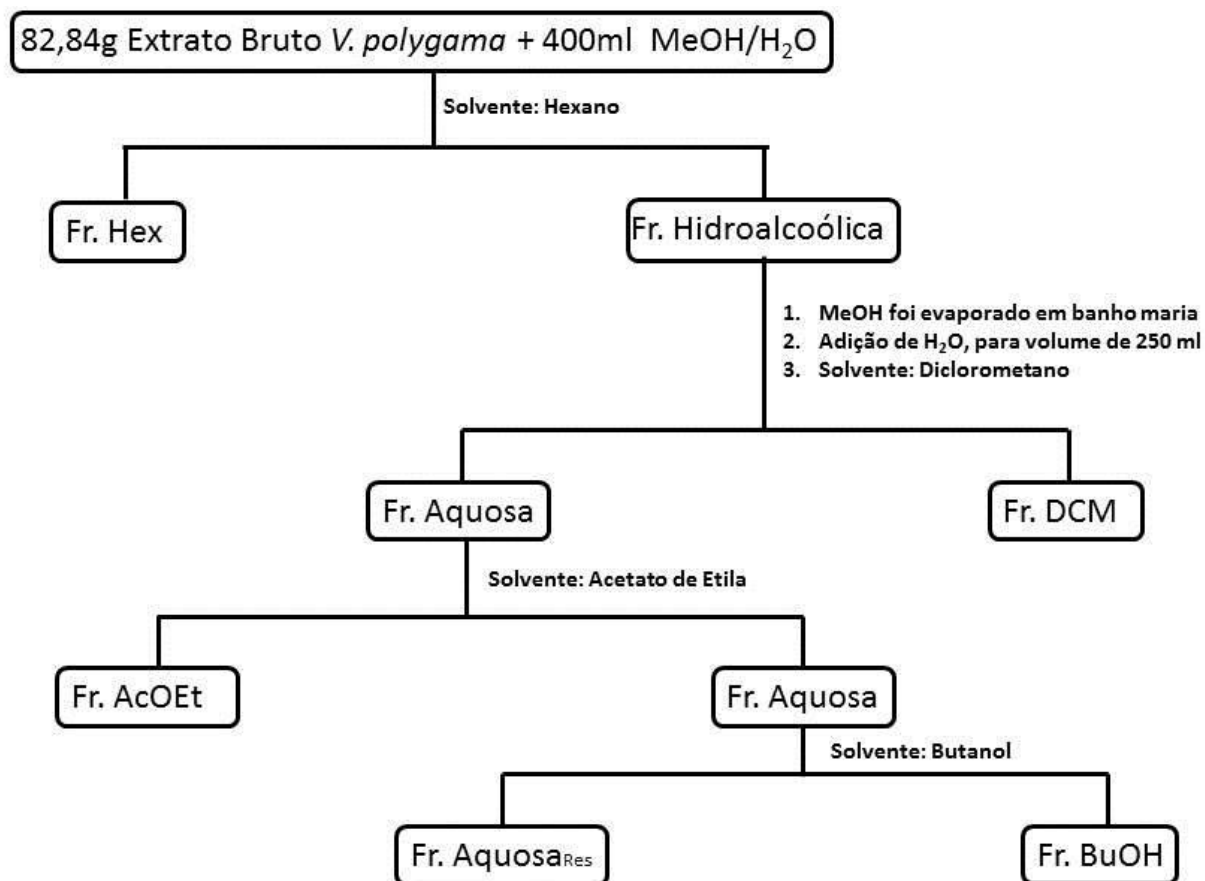 82,84g Extrato Bruto V. polygama + 400ml MeOH/H₂O
Solvente: Hexano
Fr. Hex
Fr. Hidroalcoólica
1. MeOH foi evaporado em banho maria
2. Adição de H₂O, para volume de 250 ml
3. Solvente: Diclorometano
Fr. Aquosa
Fr. DCM
Solvente: Acetato de Etila
Fr. AcOEt
Fr. Aquosa
Solvente: Butanol
Fr. AquosaRes
Fr. BuOH